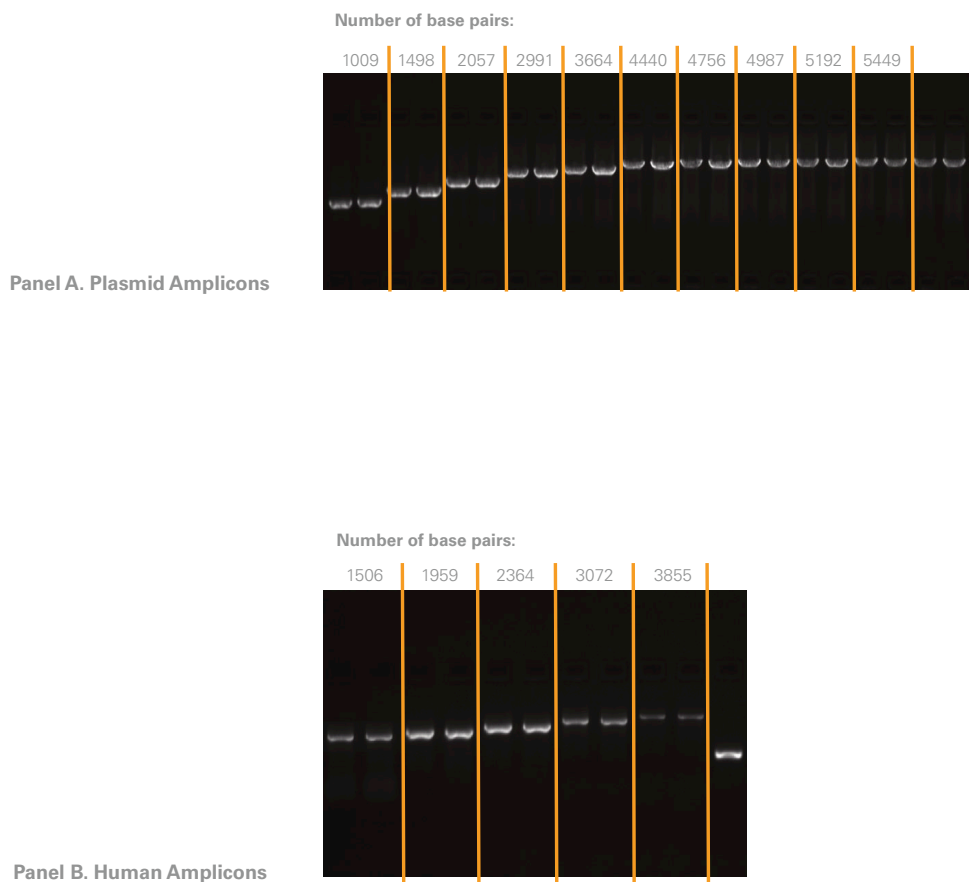 Number of base pairs:
1009 1498 2057 2991 3664 4440 4756 4987 5192 5449
Panel A. Plasmid Amplicons
Number of base pairs:
1506 1959 2364 3072 3855
Panel B. Human Amplicons